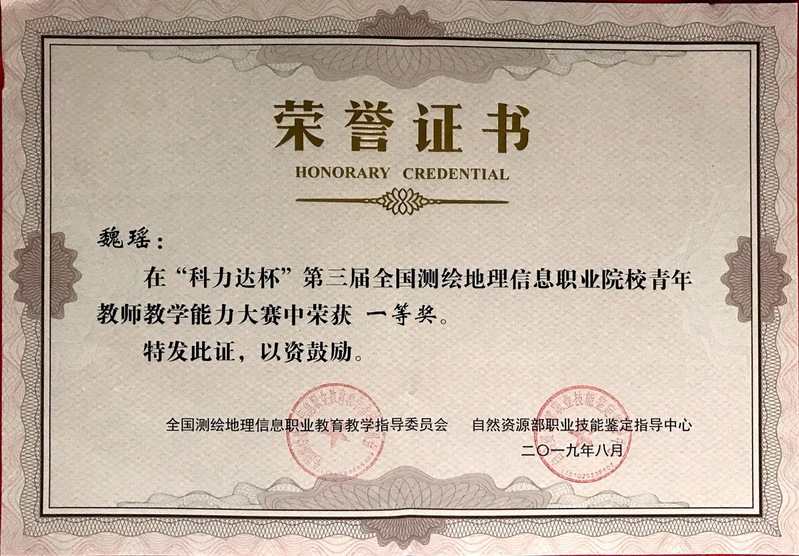 荣誉证书
HONORARY CREDENTIAL
魏瑶：
在“科力达杯”第三届全国测绘地理信息职业院校青年
教师教学能力大赛中荣获 一等奖。
特发此证，以资鼓励。
全国测绘地理信息职业教育教学指导委员会 自然资源部职业技能鉴定指导中心
二〇一九年八月